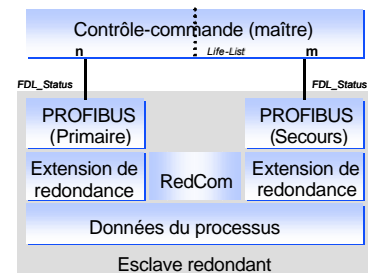 Contrôle-commande (maître)
n Life-List m
FDL_Status FDL_Status
PROFIBUS
(Primaire)
PROFIBUS
(Secours)
Extension de
redondance
RedCom
Extension de
redondance
Données du processus
Esclave redondant